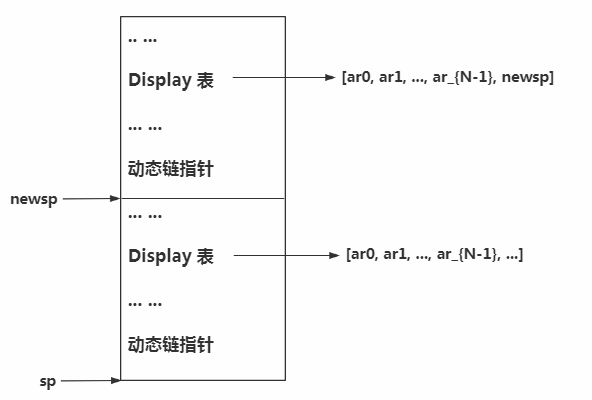 .. ...
Display 表
[ar0, ar1, ..., ar_{N-1}, newsp]
... ...
动态链指针
newsp
... ...
Display 表
[ar0, ar1, ..., ar_{N-1}, ...]
... ...
动态链指针
sp